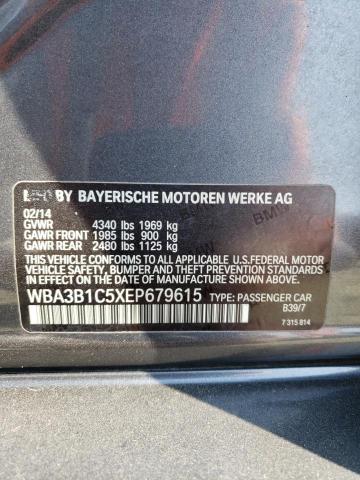 BY BAYERISCHE MOTOREN WERKE AG
02/14
GVWR 4340 lbs 1969 kg
GAWR FRONT 1985 lbs 900 kg
GAWR REAR 2480 lbs 1125 kg
THIS VEHICLE CONFORMS TO ALL APPLICABLE U.S.FEDERAL MOTOR
VEHICLE SAFETY, BUMPER AND THEFT PREVENTION STANDARDS
IN EFFECT ON THE DATE OF MANUFACTURE SHOWN ABOVE.
WBA3B1C5XEP679615 TYPE: PASSENGER CAR
B39/7
7 315 814